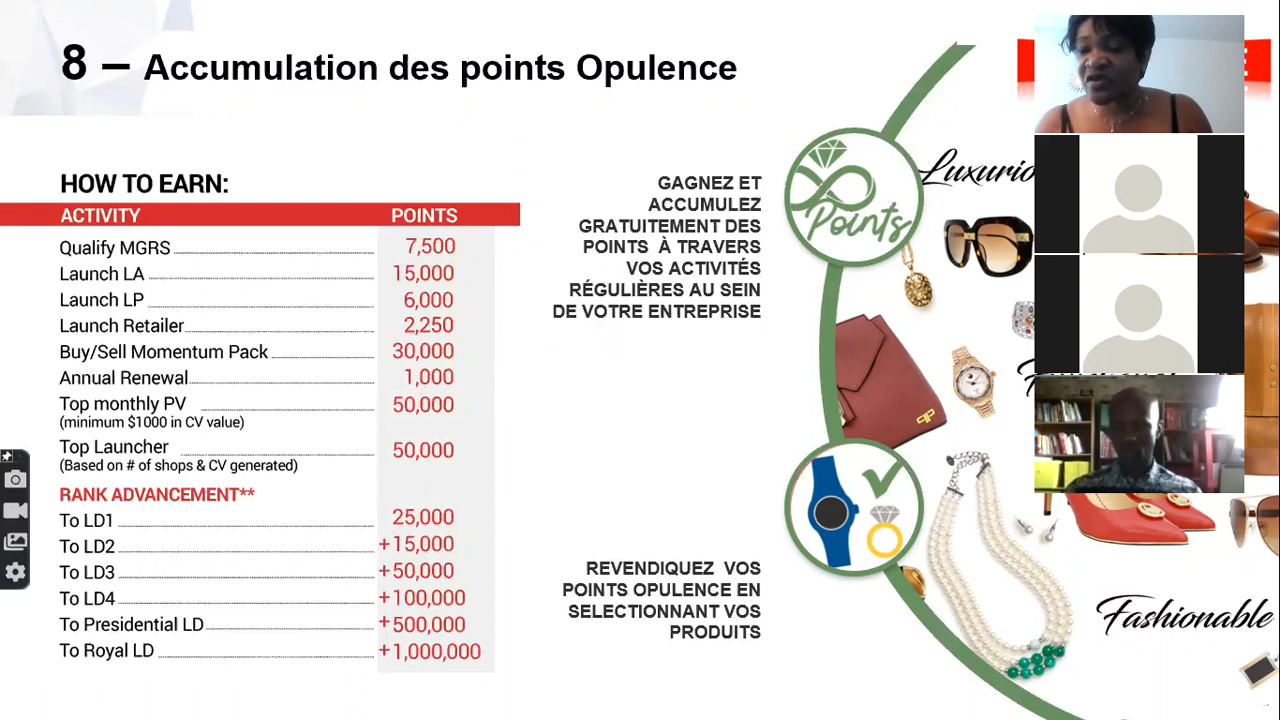 8 – Accumulation des points Opulence
HOW TO EARN:
ACTIVITY POINTS
Qualify MGRS 7,500
Launch LA 15,000
Launch LP 6,000
Launch Retailer 2,250
Buy/Sell Momentum Pack 30,000
Annual Renewal 1,000
Top monthly PV 50,000
(minimum $1000 in CV value)
Top Launcher 50,000
(Based on # of shops & CV generated)
RANK ADVANCEMENT**
To LD1 25,000
To LD2 +15,000
To LD3 +50,000
To LD4 +100,000
To Presidential LD +500,000
To Royal LD +1,000,000
GAGNEZ ET
ACCUMULEZ
GRATUITEMENT DES
POINTS À TRAVERS
VOS ACTIVITÉS
RÉGULIÈRES AU SEIN
DE VOTRE ENTREPRISE
REVENDIQUEZ VOS
POINTS OPULENCE EN
SELECTIONNANT VOS
PRODUITS
Points
Luxurio
Fashionable